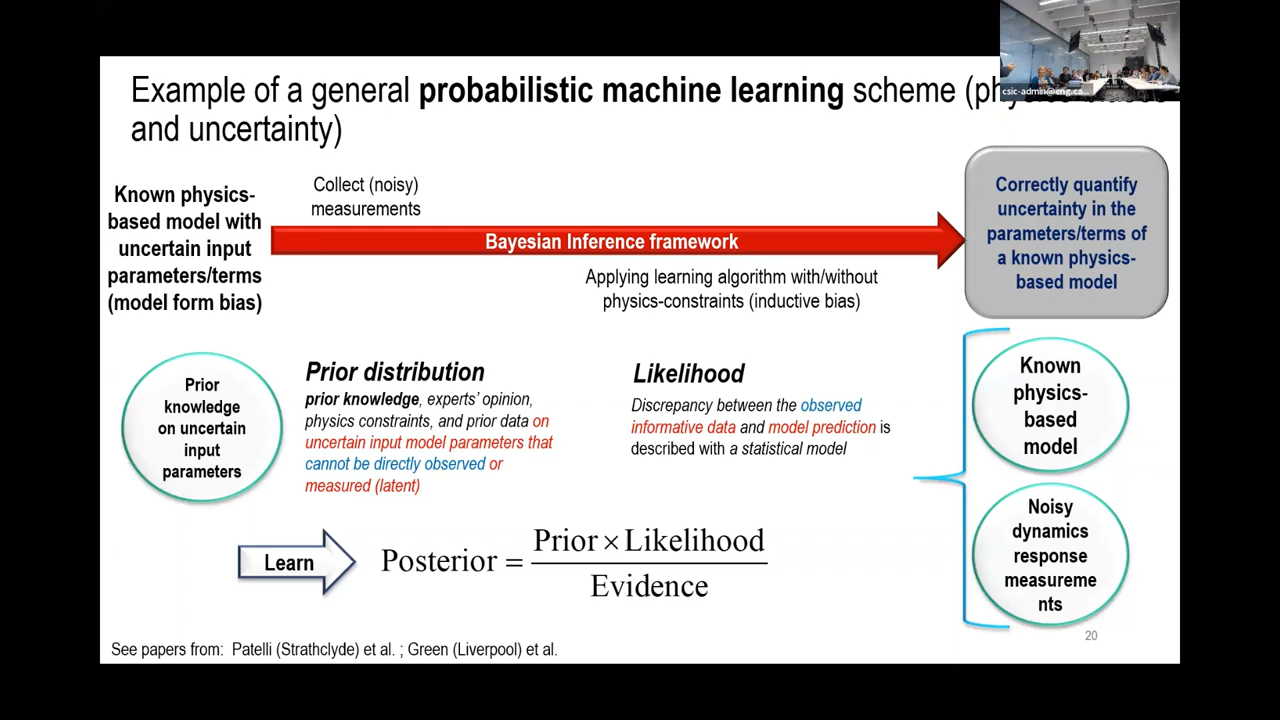 Example of a general probabilistic machine learning scheme
and uncertainty)
csic-admin@eng.ca...
Known physics-
based model with
uncertain input
parameters/terms
(model form bias)
Collect (noisy)
measurements
Bayesian Inference framework
Applying learning algorithm with/without
physics-constraints (inductive bias)
Correctly quantify
uncertainty in the
parameters/terms of
a known physics-
based model
Prior
knowledge
on uncertain
input
parameters
Prior distribution
prior knowledge, experts' opinion,
physics constraints, and prior data on
uncertain input model parameters that
cannot be directly observed or
measured (latent)
Likelihood
Discrepancy between the observed
informative data and model prediction is
described with a statistical model
Known
physics-
based
model
Noisy
dynamics
response
measureme
nts
Learn
Posterior = Prior × Likelihood
Evidence
20
See papers from: Patelli (Strathclyde) et al. ; Green (Liverpool) et al.